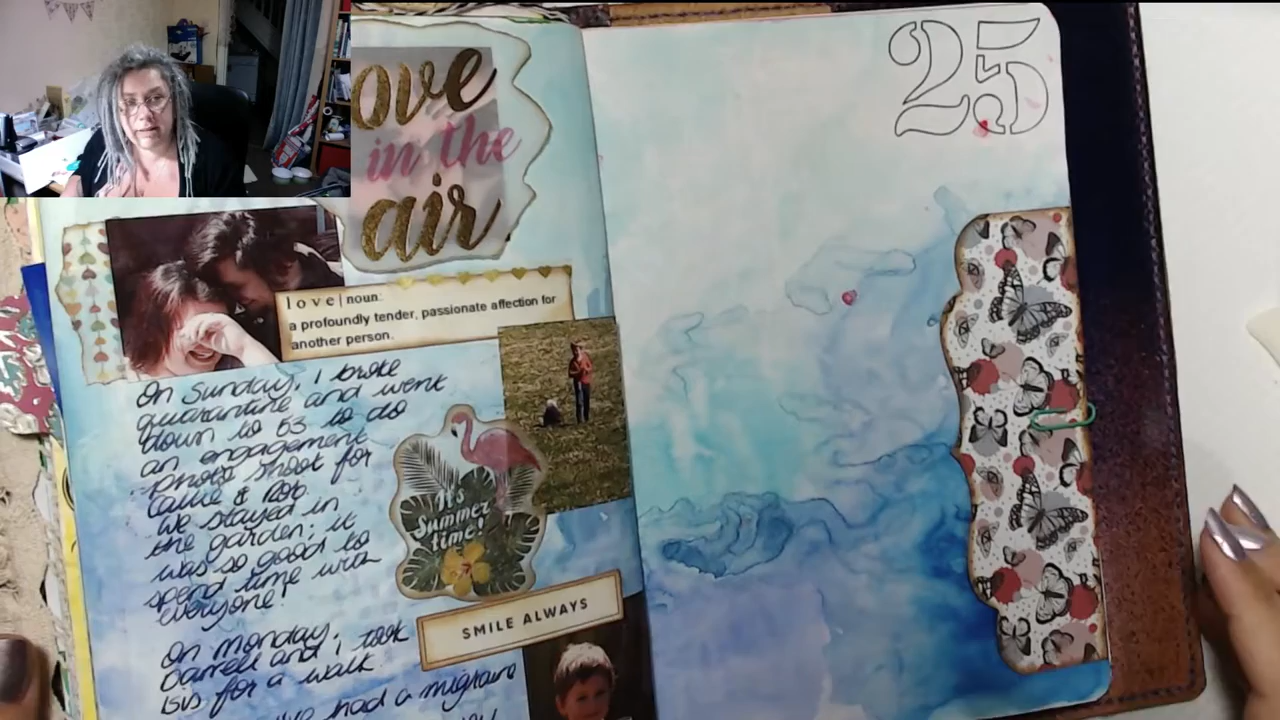 ove
in the
air
25
love | noun:
a profoundly tender, passionate affection for
another person.
On Sunday, I broke
quarantine and went
down to 63 to do
an engagement
photo shoot for
& Rob.
We stayed in
the garden; it
was so good to
spend time with
everyone!
It's
Summer
time!
SMILE ALWAYS
On Monday,
Darrell and I, took
Isis for a walk
had a migraine